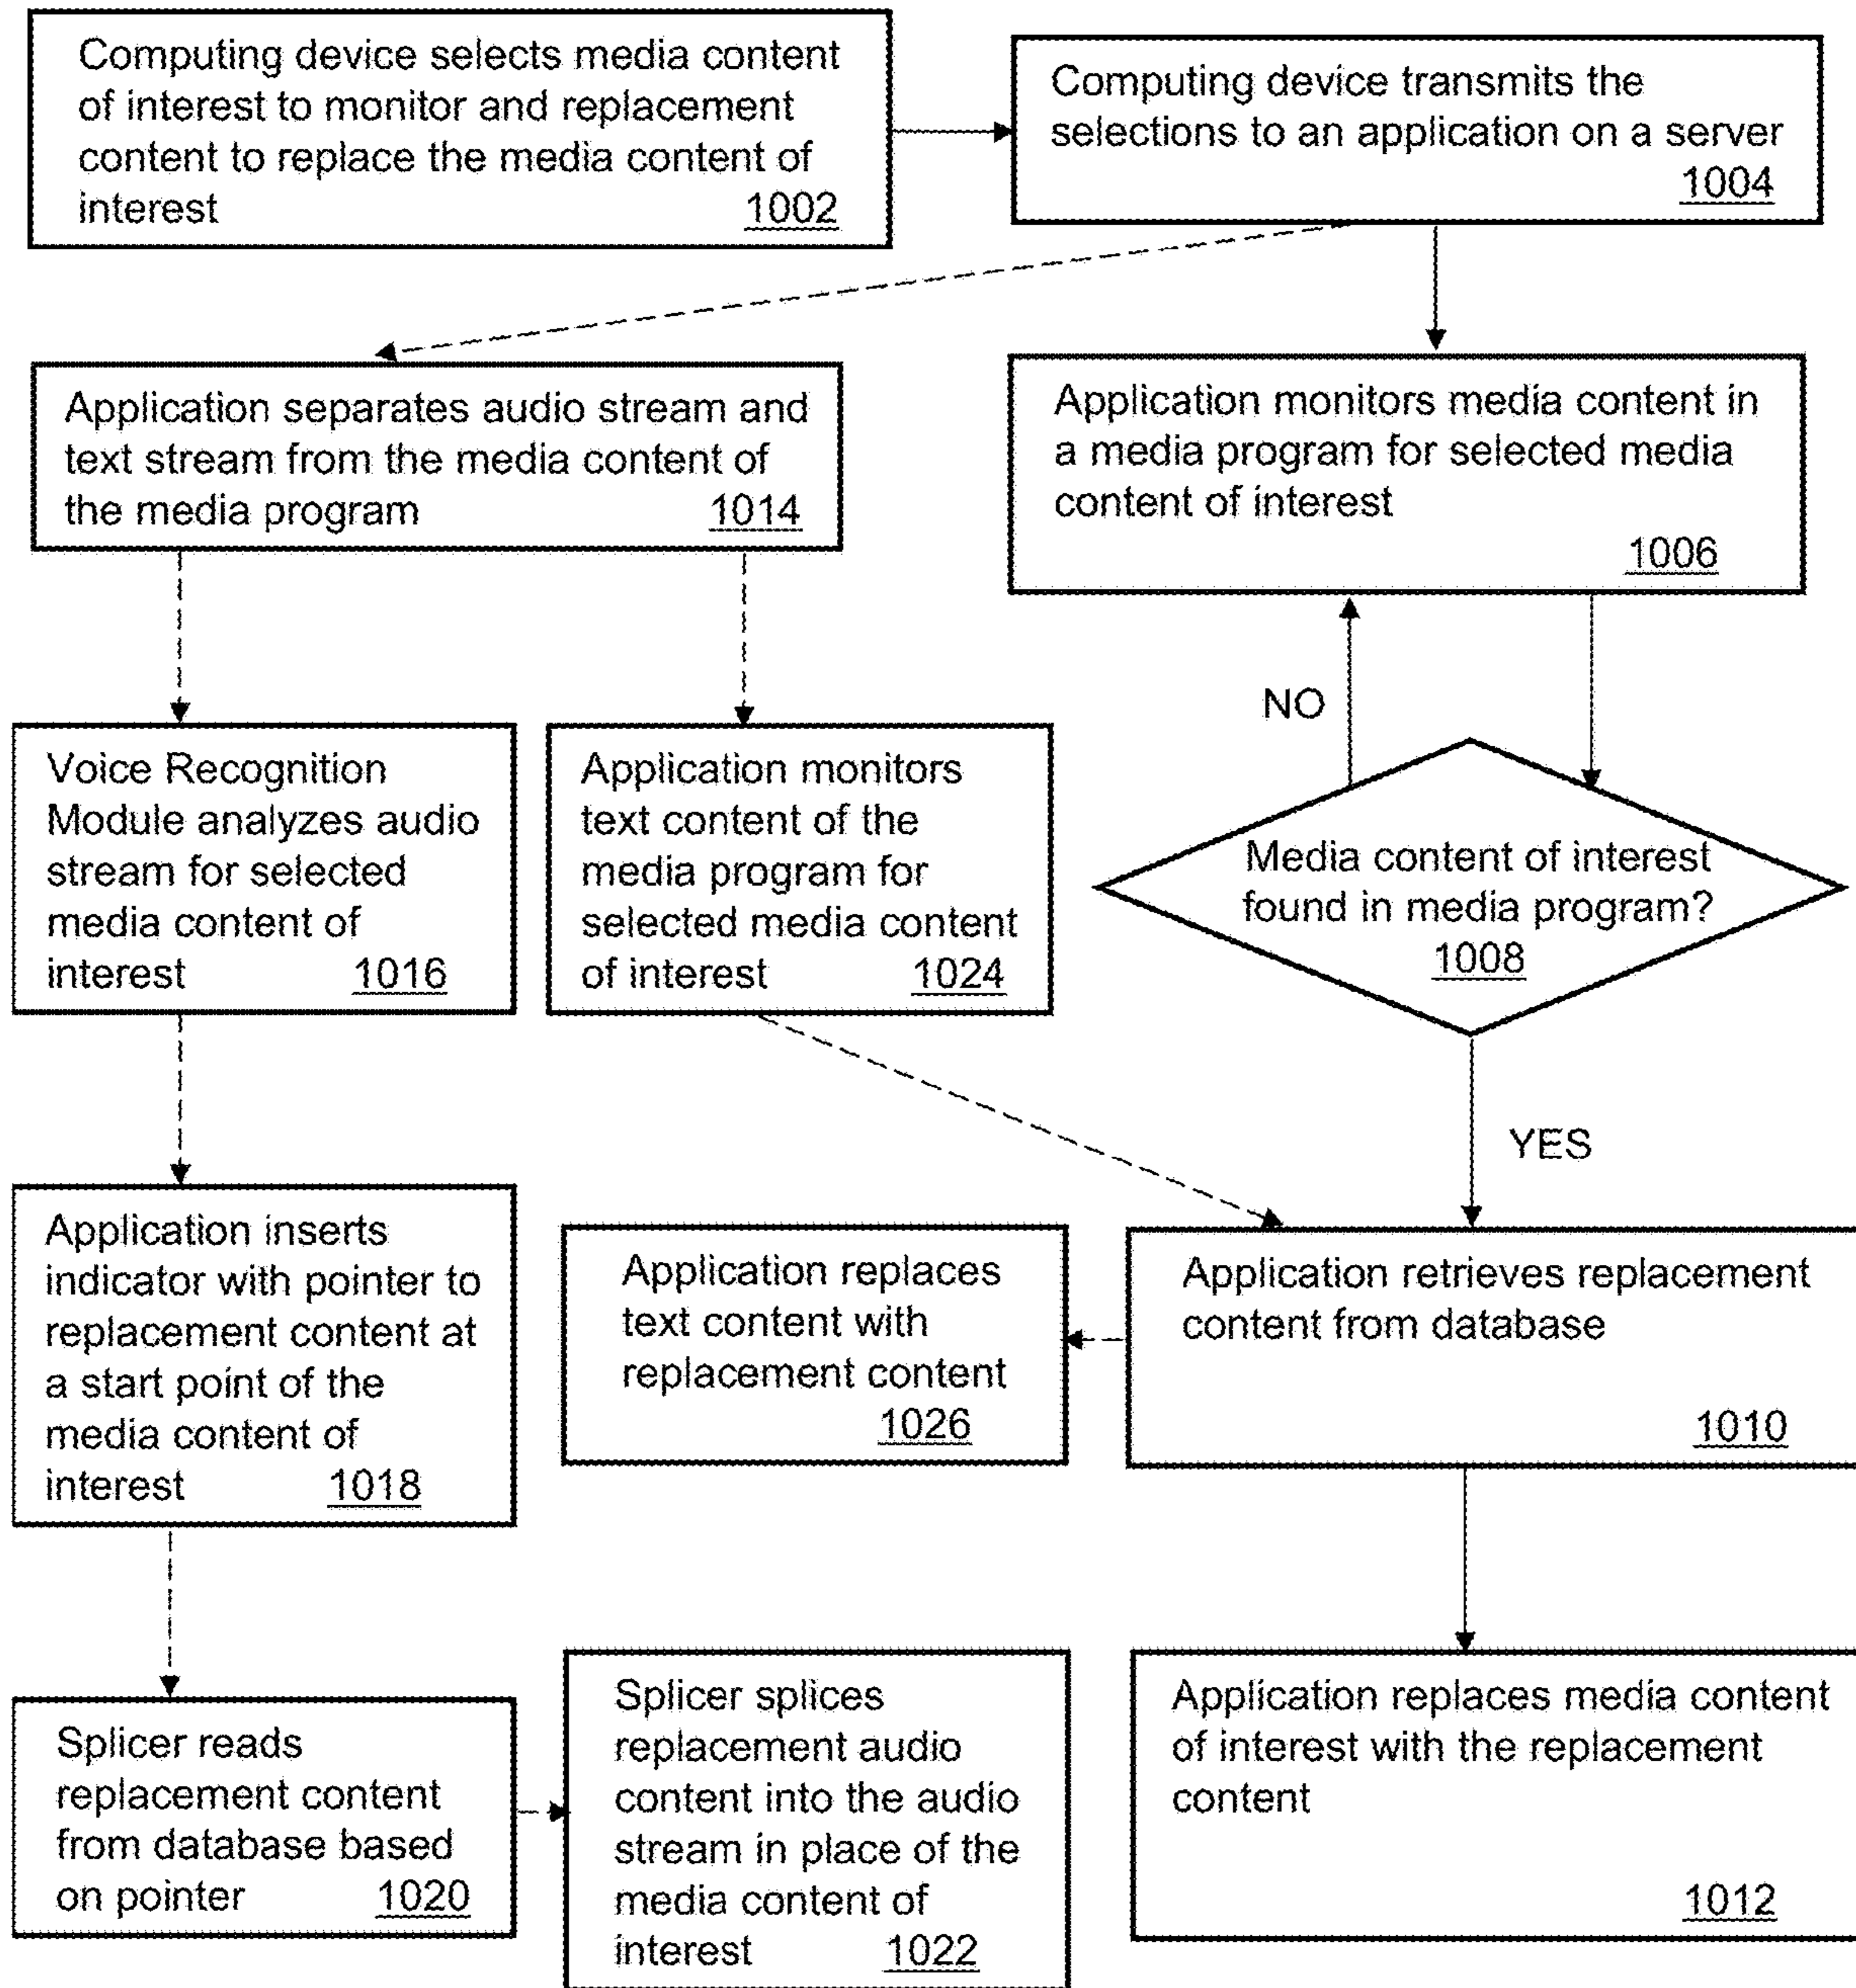 Computing device selects media content
of interest to monitor and replacement
content to replace the media content of
interest 1002
Computing device transmits the
selections to an application on a server
1004
Application separates audio stream and
text stream from the media content of
the media program 1014
Application monitors media content in
a media program for selected media
content of interest
1006
NO
Voice Recognition
Module analyzes audio
stream for selected
media content of
interest 1016
Application monitors
text content of the
media program for
selected media content
of interest 1024
Media content of interest
found in media program?
1008
YES
Application inserts
indicator with pointer to
replacement content at
a start point of the
media content of
interest 1018
Application replaces
text content with
replacement content
1026
Application retrieves replacement
content from database
1010
Splicer reads
replacement content
from database based
on pointer 1020
Splicer splices
replacement audio
content into the audio
stream in place of the
media content of
interest 1022
Application replaces media content
of interest with the replacement
content
1012